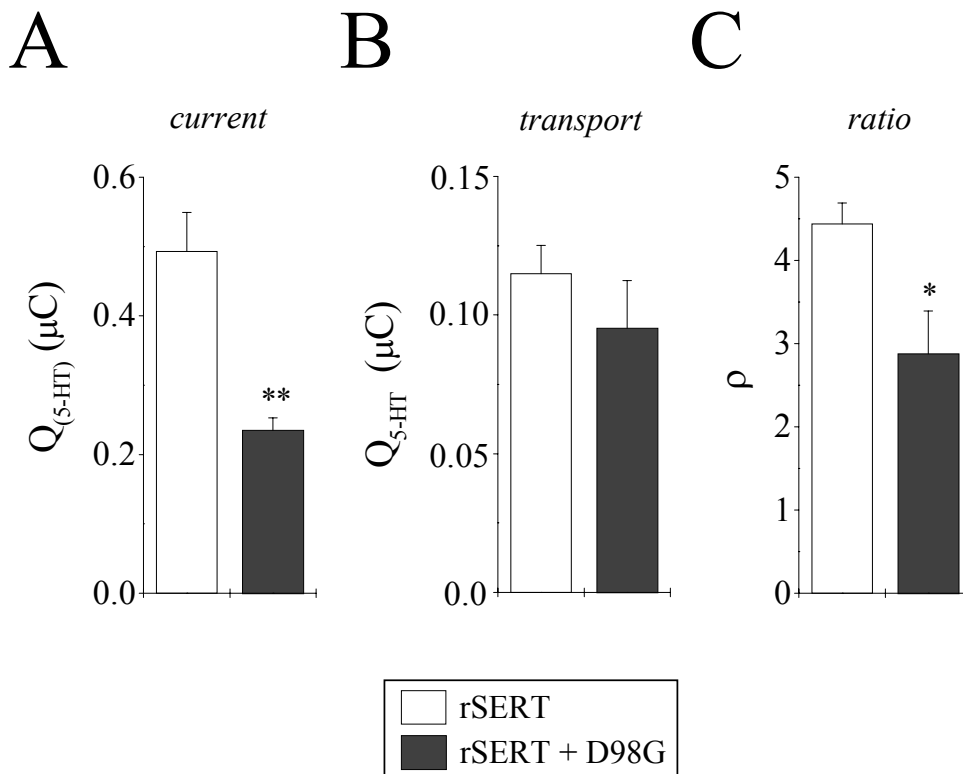 A
B
C
current
transport
ratio
Q(5-HT) (μC)
0.6
0.4
0.2
0.0
**
Q5-HT (μC)
0.15
0.10
0.05
0.0
ρ
5
4
3
2
1
0
*
rSERT
rSERT + D98G